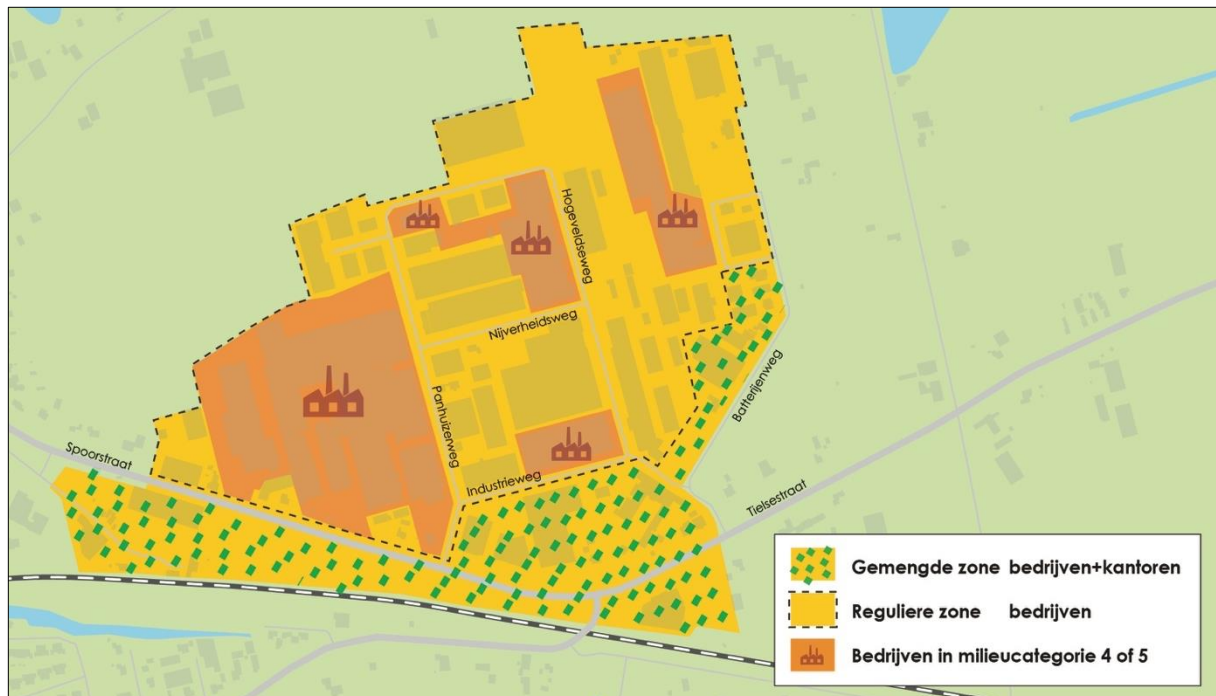 Hogeveldseweg
Nijverheidsweg
Panhuizerweg
Batterijenweg
Spoorstraat
Industrieweg
Tielsestraat
Gemengde zone bedrijven+kantoren
Reguliere zone bedrijven
Bedrijven in milieucategorie 4 of 5